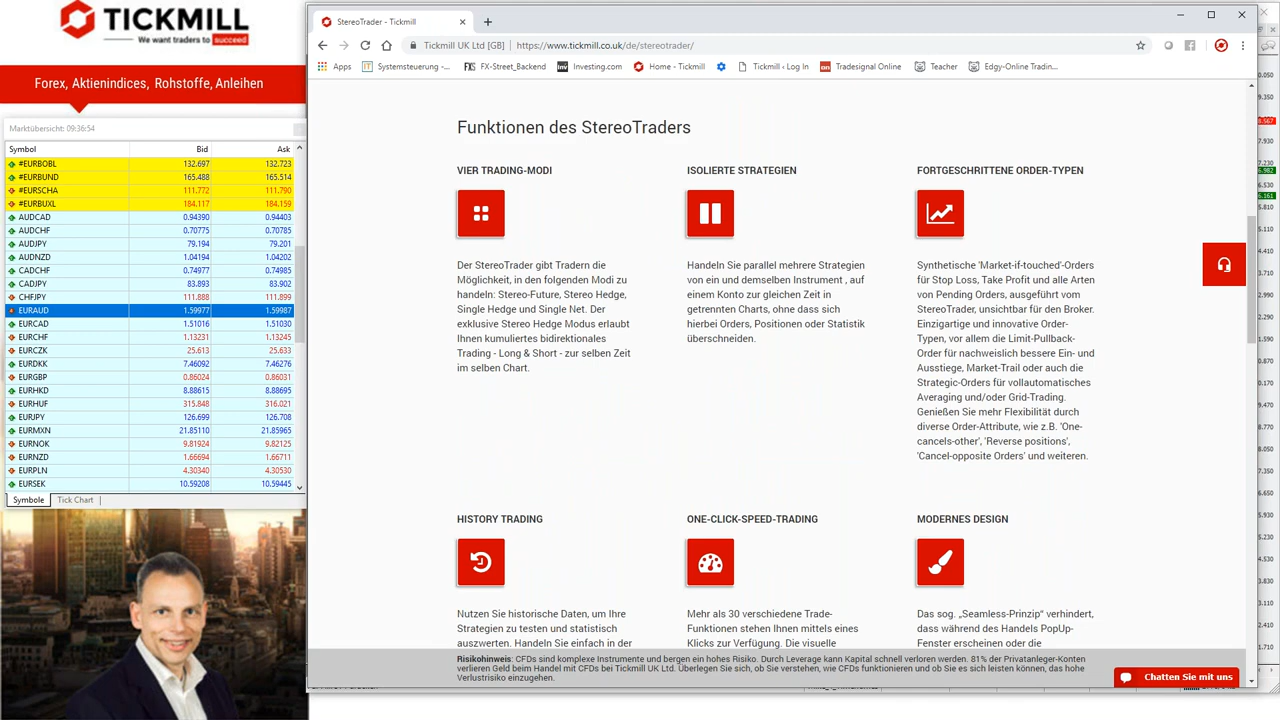 TICKMILL
We want traders to succeed
Forex, Aktienindices, Rohstoffe, Anleihen
Marktübersicht: 09:36:54
Symbol Bid Ask
#EURBOBL 132.697 132.723
#EURBUND 165.488 165.514
#EURSCHA 111.772 111.790
#EURBUXL 184.117 184.159
AUDCAD 0.94390 0.94403
AUDCHF 0.70775 0.70785
AUDJPY 79.194 79.201
AUDNZD 1.04194 1.04202
CADCHF 0.74977 0.74985
CADJPY 83.893 83.902
CHFJPY 111.888 111.899
EURAUD 1.59977 1.59987
EURCAD 1.51016 1.51030
EURCHF 1.13231 1.13245
EURCZK 25.613 25.633
EURDKK 7.46092 7.46276
EURGBP 0.86024 0.86031
EURHKD 8.88615 8.88695
EURHUF 315.848 316.021
EURJPY 126.699 126.708
EURMXN 21.85110 21.85965
EURNOK 9.81924 9.82125
EURNZD 1.66694 1.66711
EURPLN 4.30340 4.30530
EURSEK 10.59208 10.59445
Symbole Tick Chart
StereoTrader - Tickmill
Tickmill UK Ltd [GB] https://www.tickmill.co.uk/de/stereotrader/
Apps Systemsteuerung -... FX-Street_Backend Investing.com Home - Tickmill Tickmill ‹ Log In Tradesignal Online Teacher Edgy-Online Tradin...
Funktionen des StereoTraders
VIER TRADING-MODI
Der StereoTrader gibt Tradern die
Möglichkeit, in den folgenden Modi zu
handeln: Stereo-Future, Stereo Hedge,
Single Hedge und Single Net. Der
exklusive Stereo Hedge Modus erlaubt
Ihnen kumuliertes bidirektionales
Trading - Long & Short - zur selben Zeit
im selben Chart.
ISOLIERTE STRATEGIEN
Handeln Sie parallel mehrere Strategien
von ein und demselben Instrument , auf
einem Konto zur gleichen Zeit in
getrennten Charts, ohne dass sich
hierbei Orders, Positionen oder Statistik
überschneiden.
FORTGESCHRITTENE ORDER-TYPEN
Synthetische 'Market-if-touched'-Orders
für Stop Loss, Take Profit und alle Arten
von Pending Orders, ausgeführt vom
StereoTrader, unsichtbar für den Broker.
Einzigartige und innovative Order-
Typen, vor allem die Limit-Pullback-
Order für nachweislich bessere Ein- und
Ausstiege, Market-Trail oder auch die
Strategic-Orders für vollautomatisches
Averaging und/oder Grid-Trading.
Genießen Sie mehr Flexibilität durch
diverse Order-Attribute, wie z.B. 'One-
cancels-other', 'Reverse positions',
'Cancel-opposite Orders' und weiteren.
HISTORY TRADING
Nutzen Sie historische Daten, um Ihre
Strategien zu testen und statistisch
auszwerten. Handeln Sie einfach in der
ONE-CLICK-SPEED-TRADING
Mehr als 30 verschiedene Trade-
Funktionen stehen Ihnen mittels eines
Klicks zur Verfügung. Die visuelle
MODERNES DESIGN
Das sog. „Seamless-Prinzip“ verhindert,
dass während des Handels PopUp-
Fenster erscheinen oder die
Risikohinweis: CFDs sind komplexe Instrumente und bergen ein hohes Risiko. Durch Leverage kann Kapital schnell verloren werden. 81% der Privatanleger-Konten
verlieren Geld beim Handel mit CFDs bei Tickmill UK Ltd. Überlegen Sie sich, ob Sie verstehen, wie CFDs funktionieren und ob Sie es sich leisten können, das hohe
Verlustrisiko einzugehen.
Chatten Sie mit uns